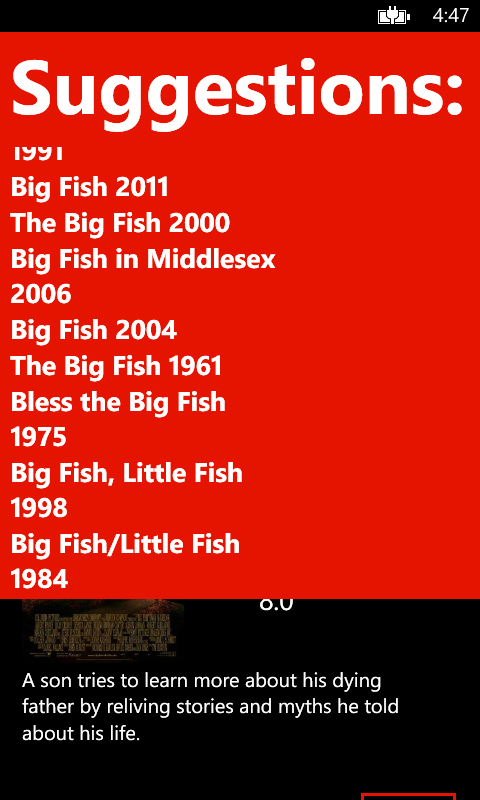 4:47
Suggestions:
1991
Big Fish 2011
The Big Fish 2000
Big Fish in Middlesex
2006
Big Fish 2004
The Big Fish 1961
Bless the Big Fish
1975
Big Fish, Little Fish
1998
Big Fish/Little Fish
1984
8.0
A son tries to learn more about his dying
father by reliving stories and myths he told
about his life.